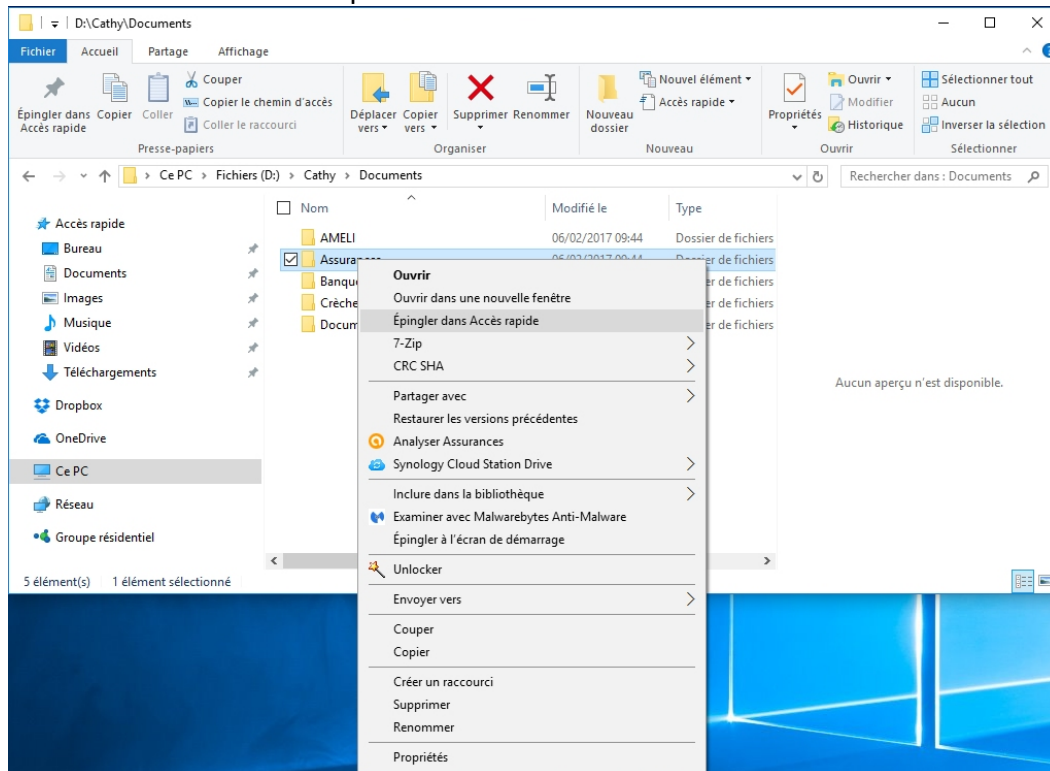 D:\Cathy\Documents
Fichier Accueil Partage Affichage
Épingler dans Accès rapide
Copier
Coller
Couper
Copier le chemin d'accès
Coller le raccourci
Presse-papiers
Déplacer vers
Copier vers
Supprimer
Renommer
Organiser
Nouveau dossier
Nouvel élément
Accès rapide
Nouveau
Propriétés
Ouvrir
Modifier
Historique
Ouvrir
Sélectionner tout
Aucun
Inverser la sélection
Sélectionner
Ce PC > Fichiers (D:) > Cathy > Documents
Rechercher dans : Documents
Accès rapide
Bureau
Documents
Images
Musique
Vidéos
Téléchargements
Dropbox
OneDrive
Ce PC
Réseau
Groupe résidentiel
Nom Modifié le Type
AMELI 06/02/2017 09:44 Dossier de fichiers
Ouvrir
Ouvrir dans une nouvelle fenêtre
Épingler dans Accès rapide
7-Zip
CRC SHA
Partager avec
Restaurer les versions précédentes
Analyser Assurances
Synology Cloud Station Drive
Inclure dans la bibliothèque
Examiner avec Malwarebytes Anti-Malware
Épingler à l'écran de démarrage
Unlocker
Envoyer vers
Couper
Copier
Créer un raccourci
Supprimer
Renommer
Propriétés
Aucun aperçu n'est disponible.
5 élément(s) 1 élément sélectionné